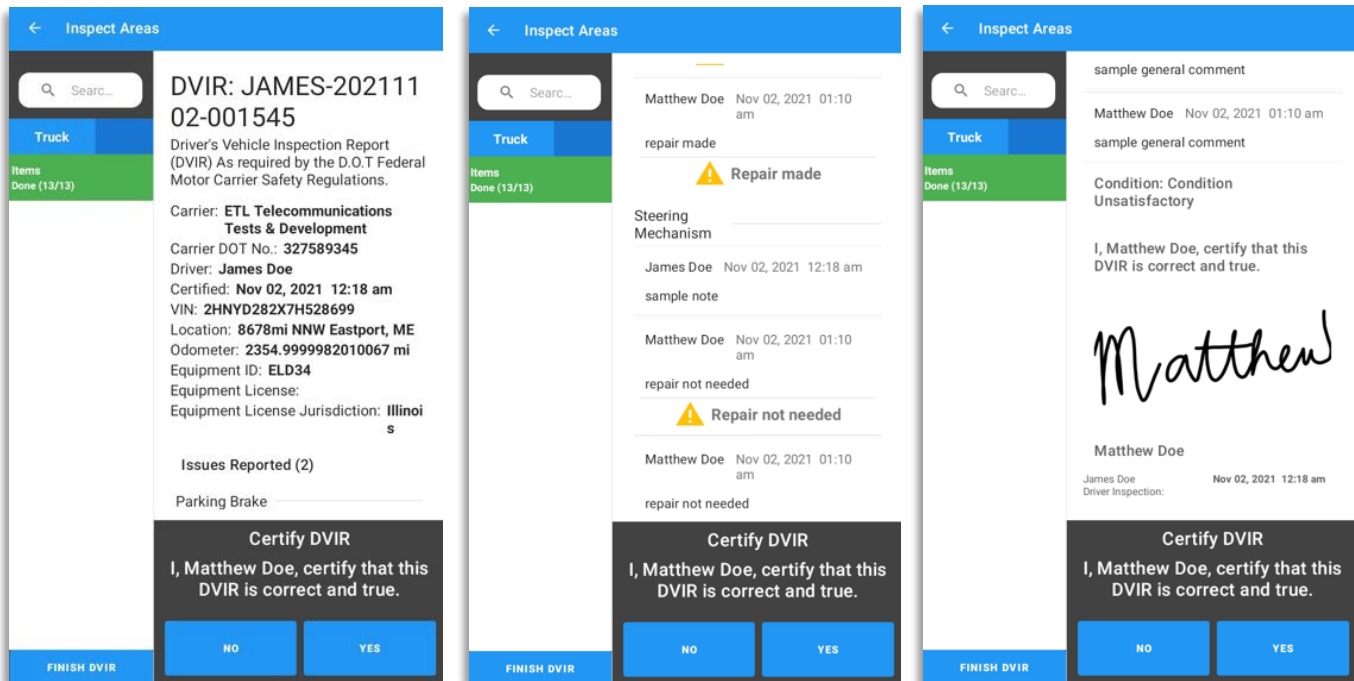 Inspect Areas
Searc...
Truck
Items
Done (13/13)
FINISH DVIR
DVIR: JAMES-202111
02-001545
Driver's Vehicle Inspection Report
(DVIR) As required by the D.O.T Federal
Motor Carrier Safety Regulations.
Carrier: ETL Telecommunications
Tests & Development
Carrier DOT No.: 327589345
Driver: James Doe
Certified: Nov 02, 2021 12:18 am
VIN: 2HNYD282X7H528699
Location: 8678mi NNW Eastport, ME
Odometer: 2354.9999982010067 mi
Equipment ID: ELD34
Equipment License:
Equipment License Jurisdiction: Illinoi
s
Issues Reported (2)
Parking Brake
Certify DVIR
I, Matthew Doe, certify that this
DVIR is correct and true.
NO YES
Inspect Areas
Searc...
Truck
Items
Done (13/13)
FINISH DVIR
Matthew Doe Nov 02, 2021 01:10
am
repair made
Repair made
Steering
Mechanism
James Doe Nov 02, 2021 12:18 am
sample note
Matthew Doe Nov 02, 2021 01:10
am
repair not needed
Repair not needed
Matthew Doe Nov 02, 2021 01:10
am
repair not needed
Certify DVIR
I, Matthew Doe, certify that this
DVIR is correct and true.
NO YES
Inspect Areas
Searc...
Truck
Items
Done (13/13)
FINISH DVIR
sample general comment
Matthew Doe Nov 02, 2021 01:10 am
sample general comment
Condition: Condition
Unsatisfactory
I, Matthew Doe, certify that this
DVIR is correct and true.
Matthew
Matthew Doe
James Doe Nov 02, 2021 12:18 am
Driver Inspection:
Certify DVIR
I, Matthew Doe, certify that this
DVIR is correct and true.
NO YES